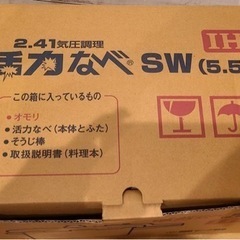 2.41気圧調理
活力なべ® SW (5.5
IH
この箱に入っているもの
・オモリ
・活力なべ（本体とふた）
・そうじ棒
・取扱説明書（料理本）